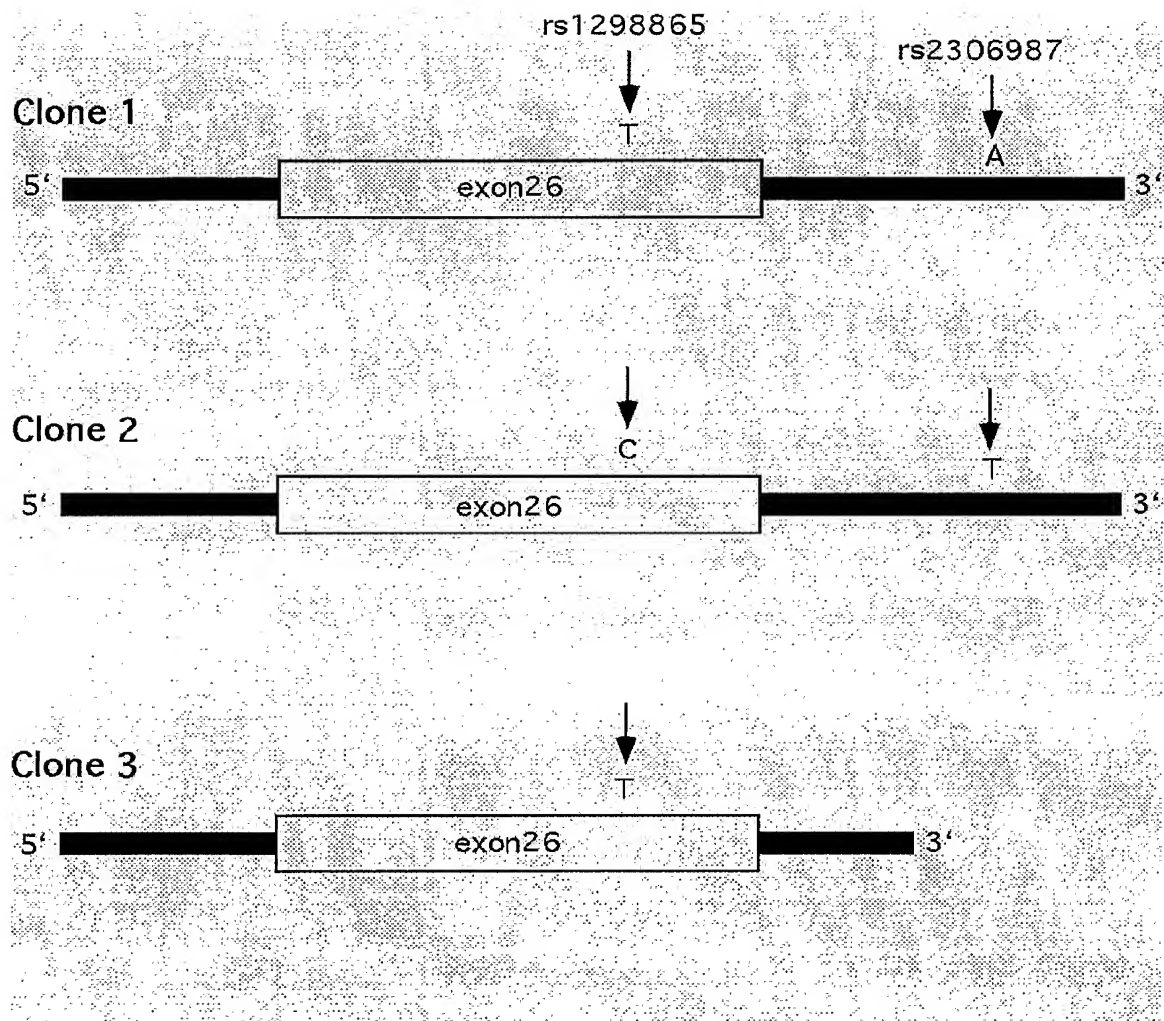 rs1298865
rs2306987
Clone 1
T
A
5‘ exon26 3‘
Clone 2
C
T
5‘ exon26 3‘
Clone 3
T
5‘ exon26 3‘